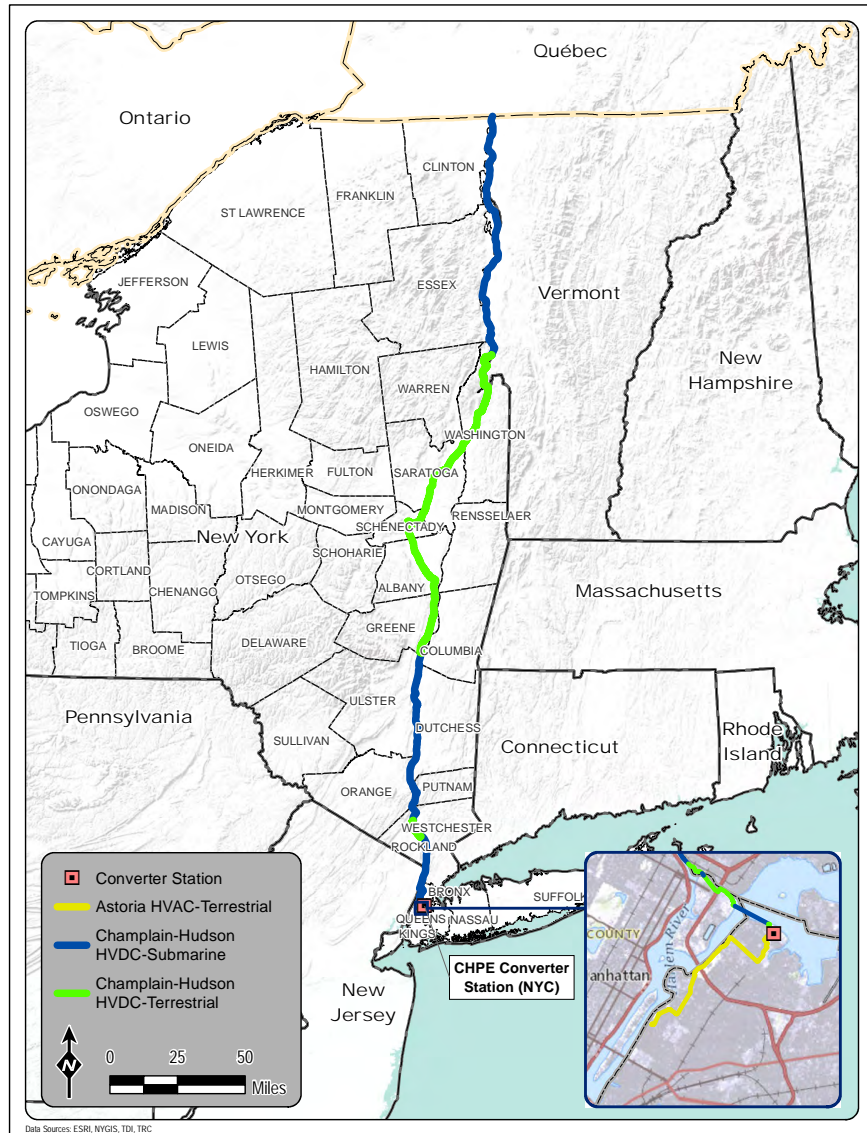 Québec
Ontario
CLINTON
FRANKLIN
ST LAWRENCE
JEFFERSON
ESSEX
Vermont
LEWIS
New
Hampshire
HAMILTON
WARREN
OSWEGO
WASHINGTON
ONEIDA
HERKIMER
FULTON
SARATOGA
ONONDAGA
MADISON
MONTGOMERY
RENSSELAER
SCHENECTADY
New York
CAYUGA
SCHOHARIE
CORTLAND
OTSEGO
ALBANY
Massachusetts
TOMPKINS
CHENANGO
GREENE
TIOGA
BROOME
DELAWARE
COLUMBIA
ULSTER
Pennsylvania
DUTCHESS
Rhode
Island
SULLIVAN
Connecticut
ORANGE
PUTNAM
WESTCHESTER
ROCKLAND
BRONX
SUFFOLK
QUEENS
NASSAU
KINGS
CHPE Converter
Station (NYC)
New
Jersey
Converter Station
Astoria HVAC-Terrestrial
Champlain-Hudson
HVDC-Submarine
Champlain-Hudson
HVDC-Terrestrial
N
0 25 50
Miles
COUNTY
anhattan
Harlem River
Data Sources: ESRI, NYGIS, TDI, TRC